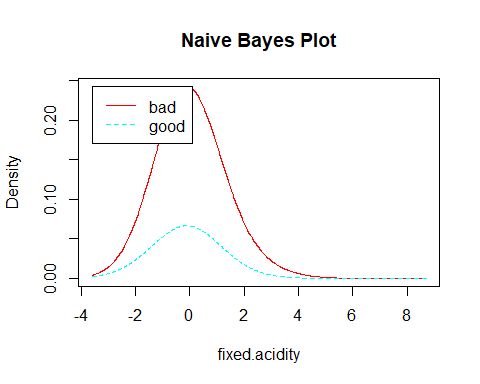 Naive Bayes Plot
bad
good
Density
0.00
0.10
0.20
-4 -2 0 2 4 6 8
fixed.acidity